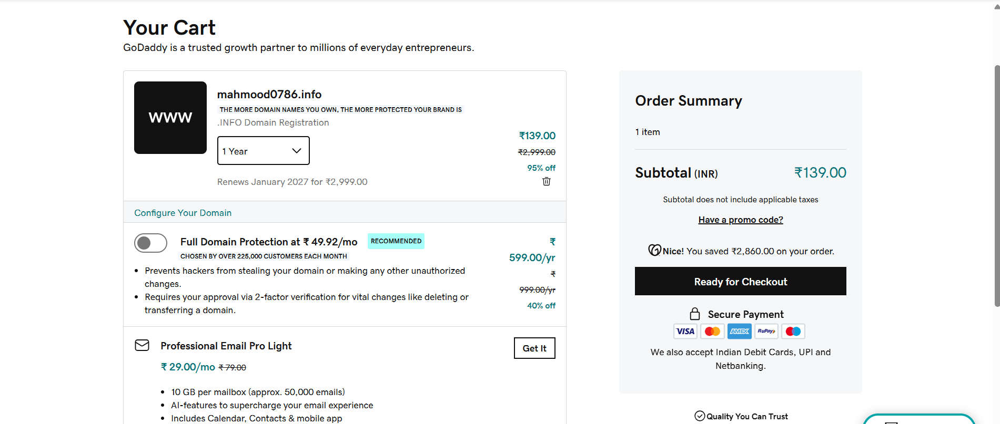 Your Cart
GoDaddy is a trusted growth partner to millions of everyday entrepreneurs.
www
mahmood0786.info
THE MORE DOMAIN NAMES YOU OWN, THE MORE PROTECTED YOUR BRAND IS
.INFO Domain Registration
1 Year
Renews January 2027 for ₹2,999.00
₹139.00
₹2,999.00
95% off
Configure Your Domain
Full Domain Protection at ₹ 49.92/mo
RECOMMENDED
CHOSEN BY OVER 225,000 CUSTOMERS EACH MONTH
• Prevents hackers from stealing your domain or making any other unauthorized
changes.
• Requires your approval via 2-factor verification for vital changes like deleting or
transferring a domain.
₹
599.00/yr
₹
999.00/yr
40% off
Professional Email Pro Light
Get It
₹ 29.00/mo ₹ 79.00
• 10 GB per mailbox (approx. 50,000 emails)
• AI-features to supercharge your email experience
• Includes Calendar, Contacts & mobile app
Order Summary
1 item
Subtotal (INR) ₹139.00
Subtotal does not include applicable taxes
Have a promo code?
Nice! You saved ₹2,860.00 on your order.
Ready for Checkout
Secure Payment
VISA AMEX RuPay
We also accept Indian Debit Cards, UPI and
Netbanking.
Quality You Can Trust